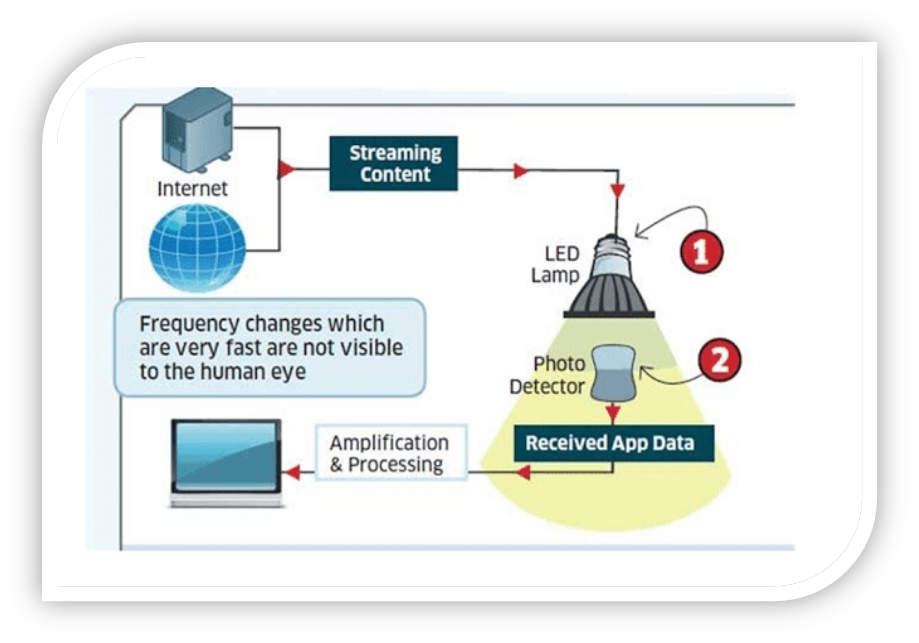 Streaming
Content
Internet
LED
Lamp
1
Frequency changes which
are very fast are not visible
to the human eye
Photo
Detector
2
Amplification
& Processing
Received App Data